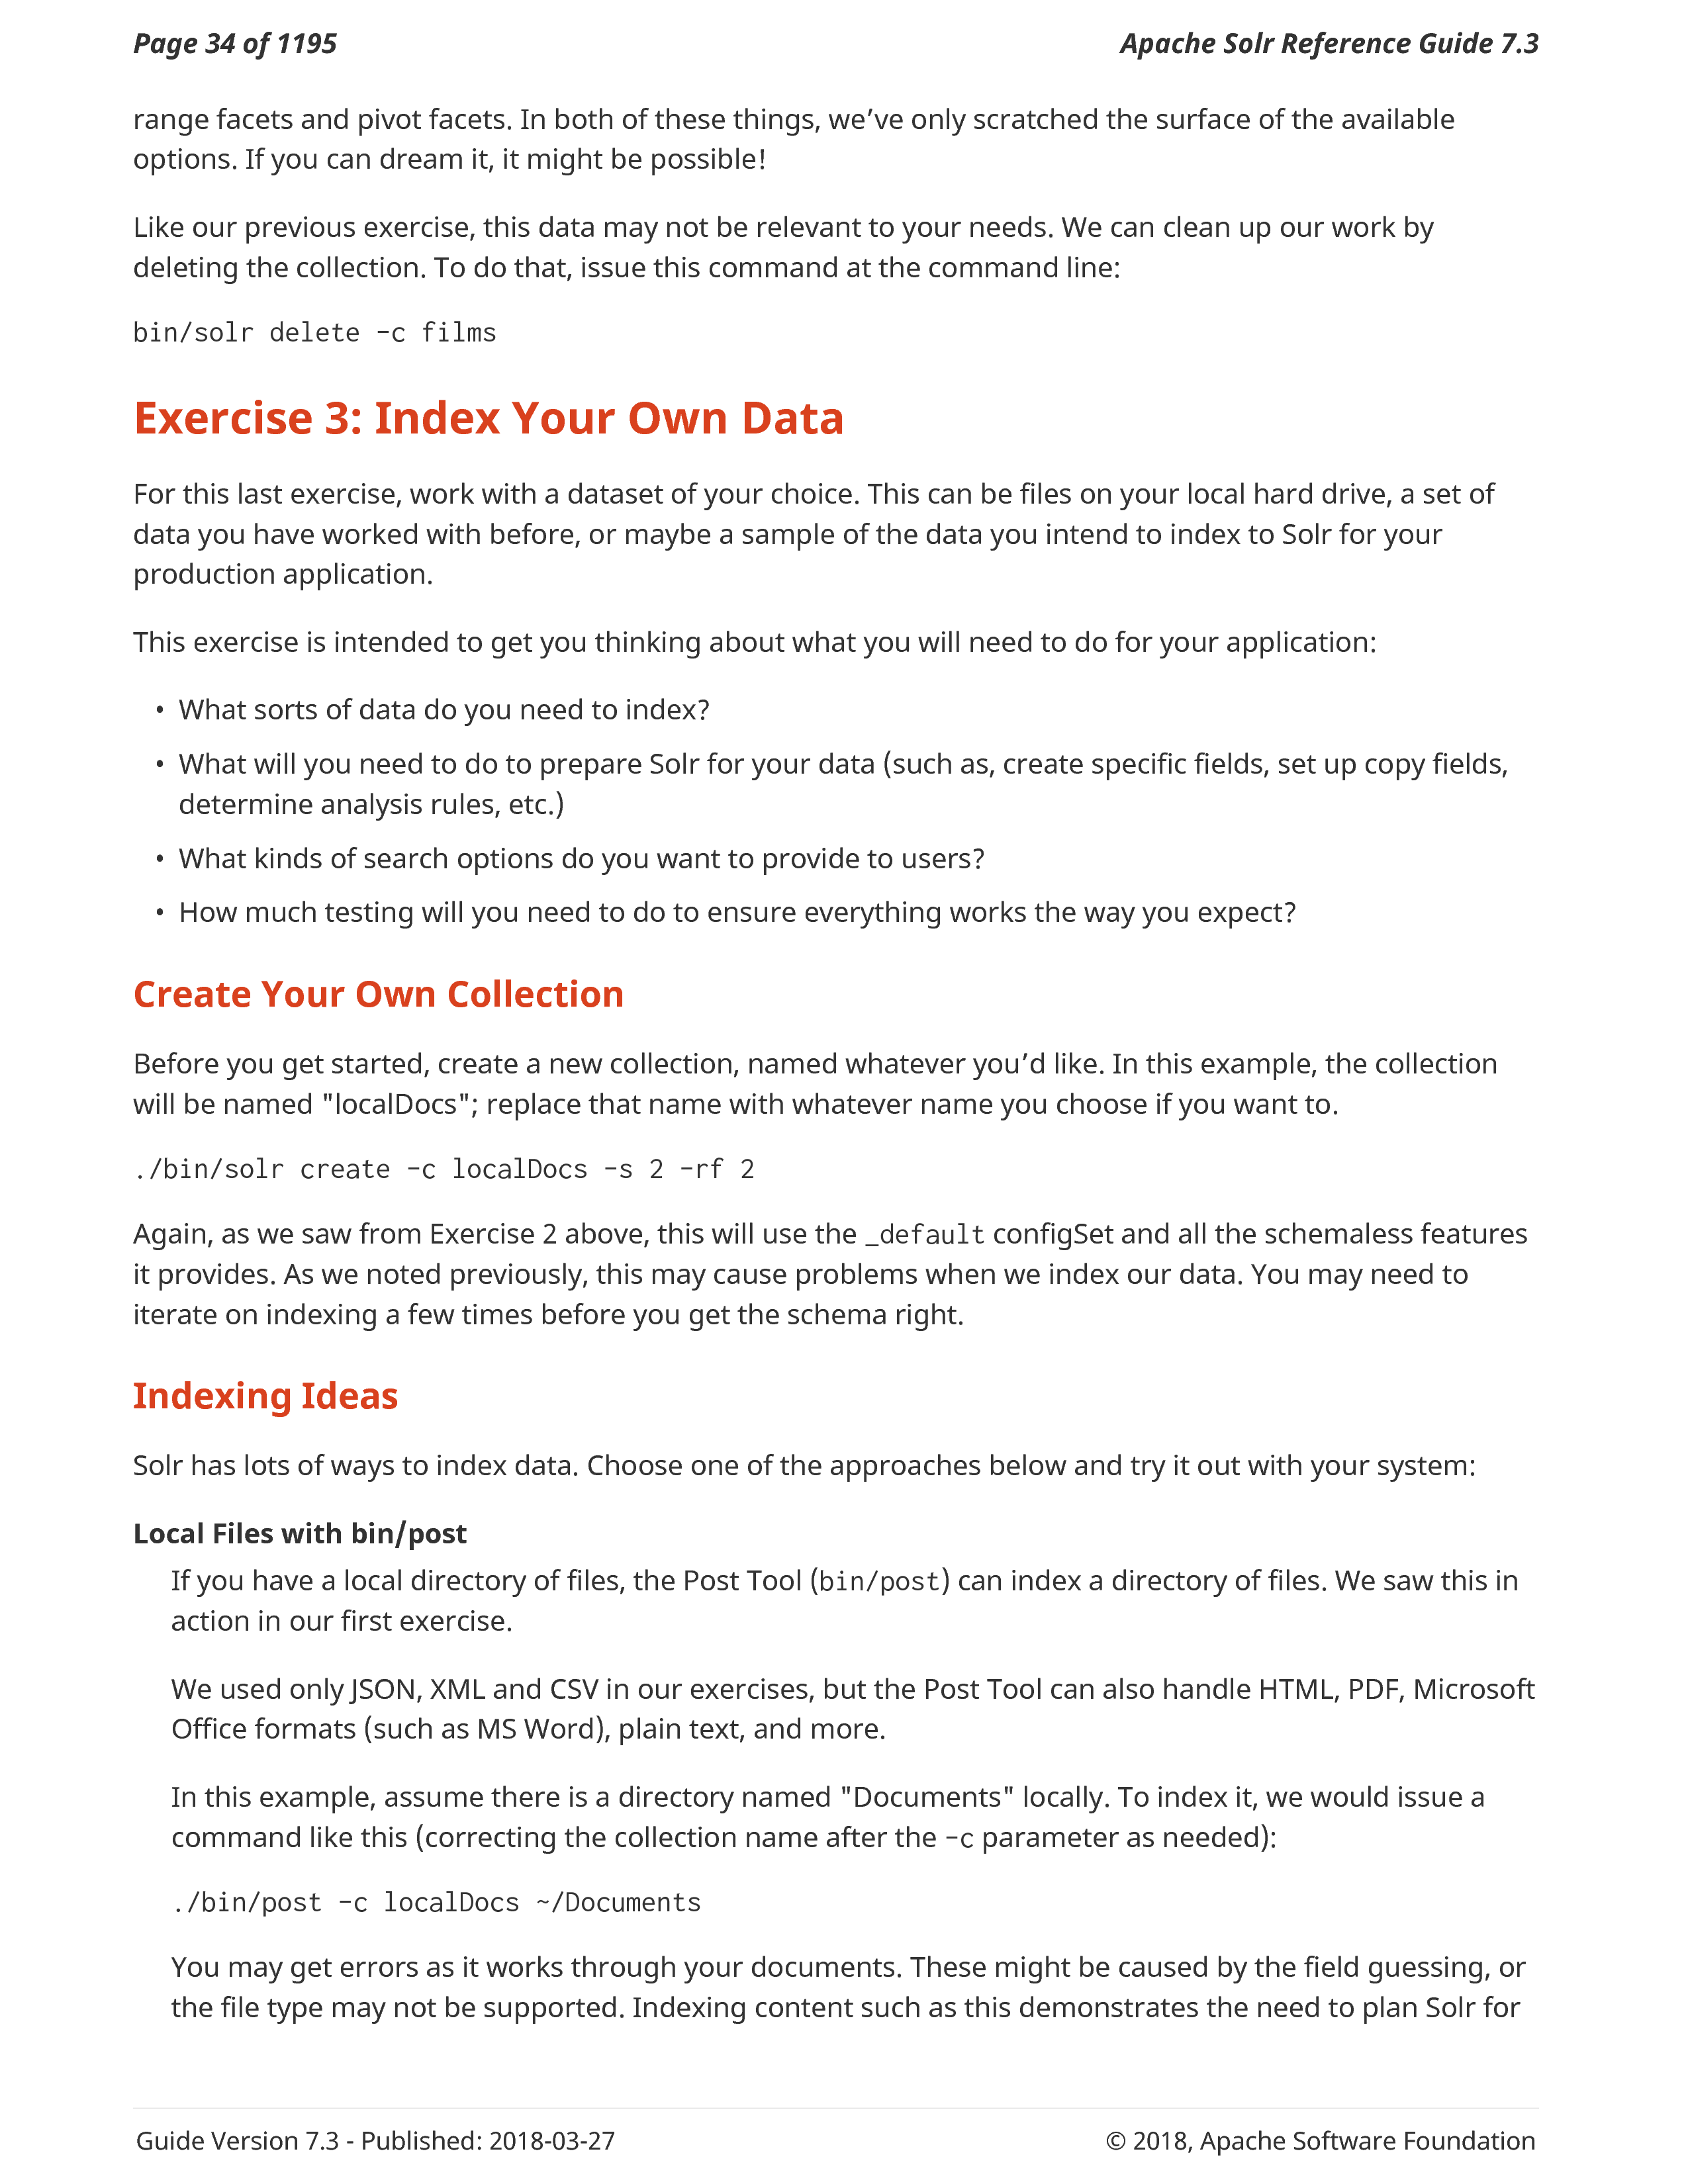 Page 34 of 1195
Apache Solr Reference Guide 7.3
range facets and pivot facets. In both of these things, we’ve only scratched the surface of the available
options. If you can dream it, it might be possible!
Like our previous exercise, this data may not be relevant to your needs. We can clean up our work by
deleting the collection. To do that, issue this command at the command line:
bin/solr delete -c films
Exercise 3: Index Your Own Data
For this last exercise, work with a dataset of your choice. This can be files on your local hard drive, a set of
data you have worked with before, or maybe a sample of the data you intend to index to Solr for your
production application.
This exercise is intended to get you thinking about what you will need to do for your application:
• What sorts of data do you need to index?
• What will you need to do to prepare Solr for your data (such as, create specific fields, set up copy fields,
determine analysis rules, etc.)
• What kinds of search options do you want to provide to users?
• How much testing will you need to do to ensure everything works the way you expect?
Create Your Own Collection
Before you get started, create a new collection, named whatever you’d like. In this example, the collection
will be named "localDocs"; replace that name with whatever name you choose if you want to.
./bin/solr create -c localDocs -s 2 -rf 2
Again, as we saw from Exercise 2 above, this will use the _default configSet and all the schemaless features
it provides. As we noted previously, this may cause problems when we index our data. You may need to
iterate on indexing a few times before you get the schema right.
Indexing Ideas
Solr has lots of ways to index data. Choose one of the approaches below and try it out with your system:
Local Files with bin/post
If you have a local directory of files, the Post Tool (bin/post) can index a directory of files. We saw this in
action in our first exercise.
We used only JSON, XML and CSV in our exercises, but the Post Tool can also handle HTML, PDF, Microsoft
Office formats (such as MS Word), plain text, and more.
In this example, assume there is a directory named "Documents" locally. To index it, we would issue a
command like this (correcting the collection name after the -c parameter as needed):
./bin/post -c localDocs ~/Documents
You may get errors as it works through your documents. These might be caused by the field guessing, or
the file type may not be supported. Indexing content such as this demonstrates the need to plan Solr for
Guide Version 7.3 - Published: 2018-03-27
© 2018, Apache Software Foundation